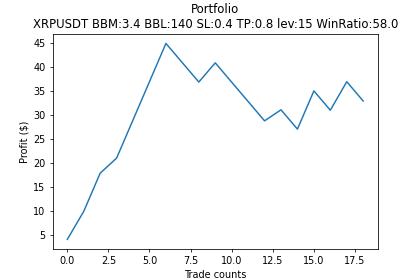 Portfolio
XRPUSDT BBM:3.4 BBL:140 SL:0.4 TP:0.8 lev:15 WinRatio:58.0
45
40
35
30
25
20
15
10
5
Profit ($)
0.0 2.5 5.0 7.5 10.0 12.5 15.0 17.5
Trade counts